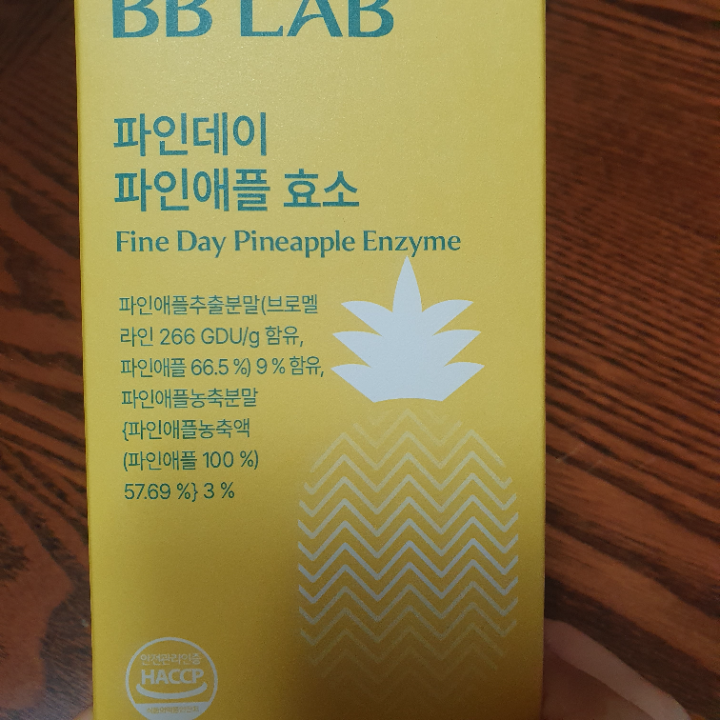 BB LAB
파인데이
파인애플 효소
Fine Day Pineapple Enzyme
파인애플추출분말(브로멜
라인 266 GDU/g 함유,
파인애플 66.5 %) 9 % 함유,
파인애플농축분말
{파인애플농축액
(파인애플 100 %)
57.69 %} 3 %
안전관리인증
HACCP